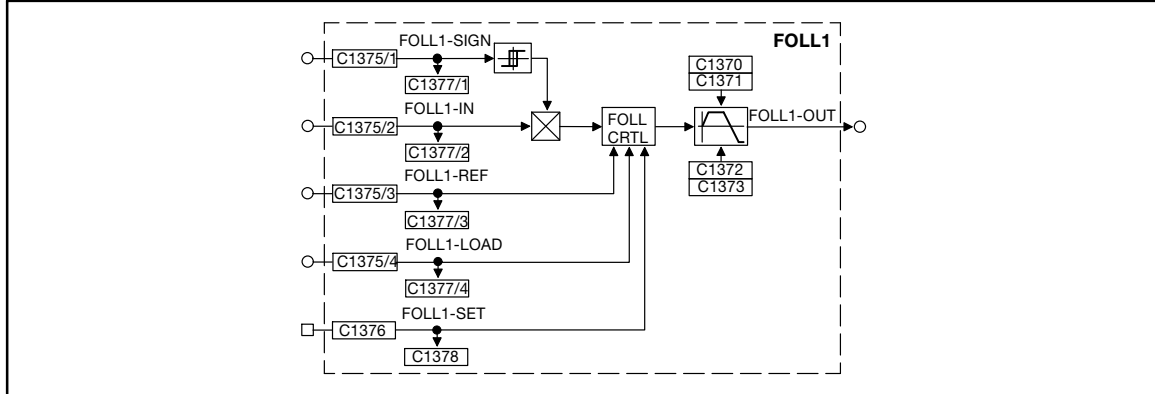 FOLL1
FOLL1-SIGN
C1375/1
C1377/1
C1370
C1371
FOLL1-IN
C1375/2
C1377/2
FOLL
CRTL
FOLL1-OUT
C1372
C1373
FOLL1-REF
C1375/3
C1377/3
FOLL1-LOAD
C1375/4
C1377/4
FOLL1-SET
C1376
C1378